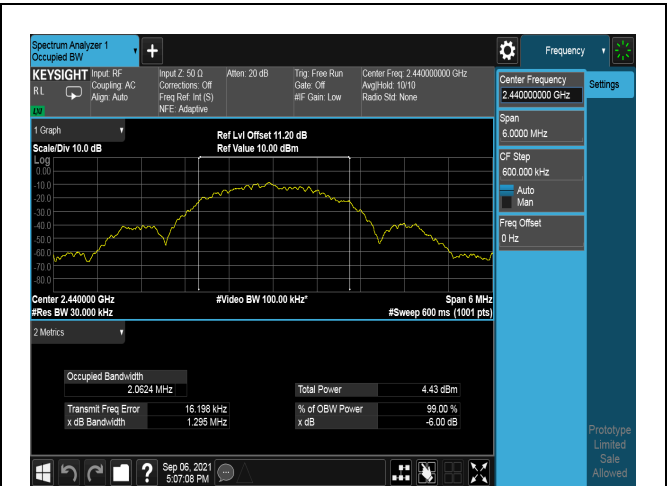 Spectrum Analyzer 1
Occupied BW
+
Frequency
KEYSIGHT Input: RF Input Z: 50 Ω Atten: 20 dB Trig: Free Run Center Freq: 2.440000000 GHz
RL Coupling: AC Corrections: Off Gate: Off Avg|Hold: 10/10
Align: Auto Freq Ref: Int (S) #IF Gain: Low Radio Std: None
NFE: Adaptive
Center Frequency
2.440000000 GHz
Settings
Span
6.0000 MHz
CF Step
600.000 kHz
Auto
Man
Freq Offset
0 Hz
1 Graph
Ref Lvl Offset 11.20 dB
Scale/Div 10.0 dB Ref Value 10.00 dBm
Log
0.00
-10.0
-20.0
-30.0
-40.0
-50.0
-60.0
-70.0
-80.0
Center 2.440000 GHz #Video BW 100.00 kHz* Span 6 MHz
#Res BW 30.000 kHz #Sweep 600 ms (1001 pts)
2 Metrics
Occupied Bandwidth
2.0624 MHz Total Power 4.43 dBm
Transmit Freq Error 16.198 kHz % of OBW Power 99.00 %
x dB Bandwidth 1.295 MHz x dB -6.00 dB
Prototype
Limited
Sale
Allowed
? Sep 06, 2021
5:07:08 PM